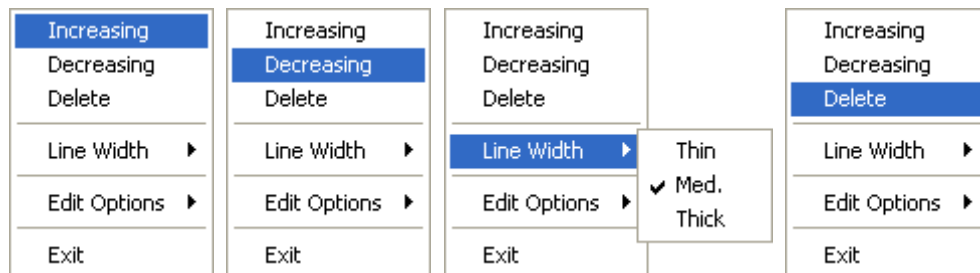 Increasing
Decreasing
Delete
Line Width
Edit Options
Exit
Increasing
Decreasing
Delete
Line Width
Edit Options
Exit
Increasing
Decreasing
Delete
Line Width
Edit Options
Exit
Thin
Med.
Thick
Increasing
Decreasing
Delete
Line Width
Edit Options
Exit